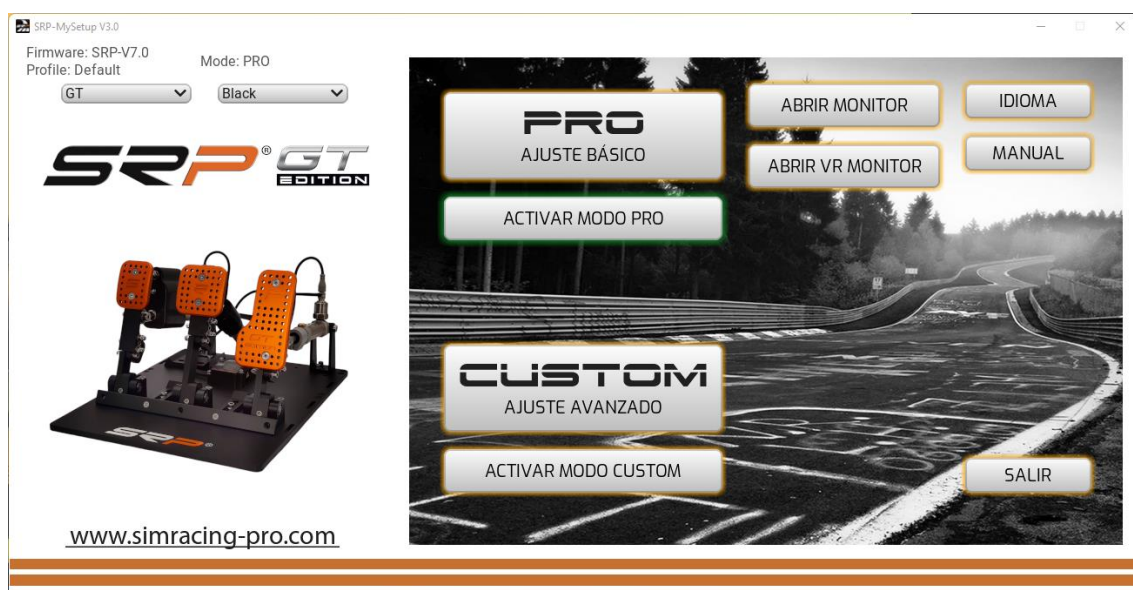 SRP-MySetup V3.0
Firmware: SRP-V7.0
Profile: Default
Mode: PRO
GT
Black
SRP® GT
EDITION
SRP®
www.simracing-pro.com
PRO
AJUSTE BÁSICO
ACTIVAR MODO PRO
ABRIR MONITOR
ABRIR VR MONITOR
IDIOMA
MANUAL
CUSTOM
AJUSTE AVANZADO
ACTIVAR MODO CUSTOM
SALIR